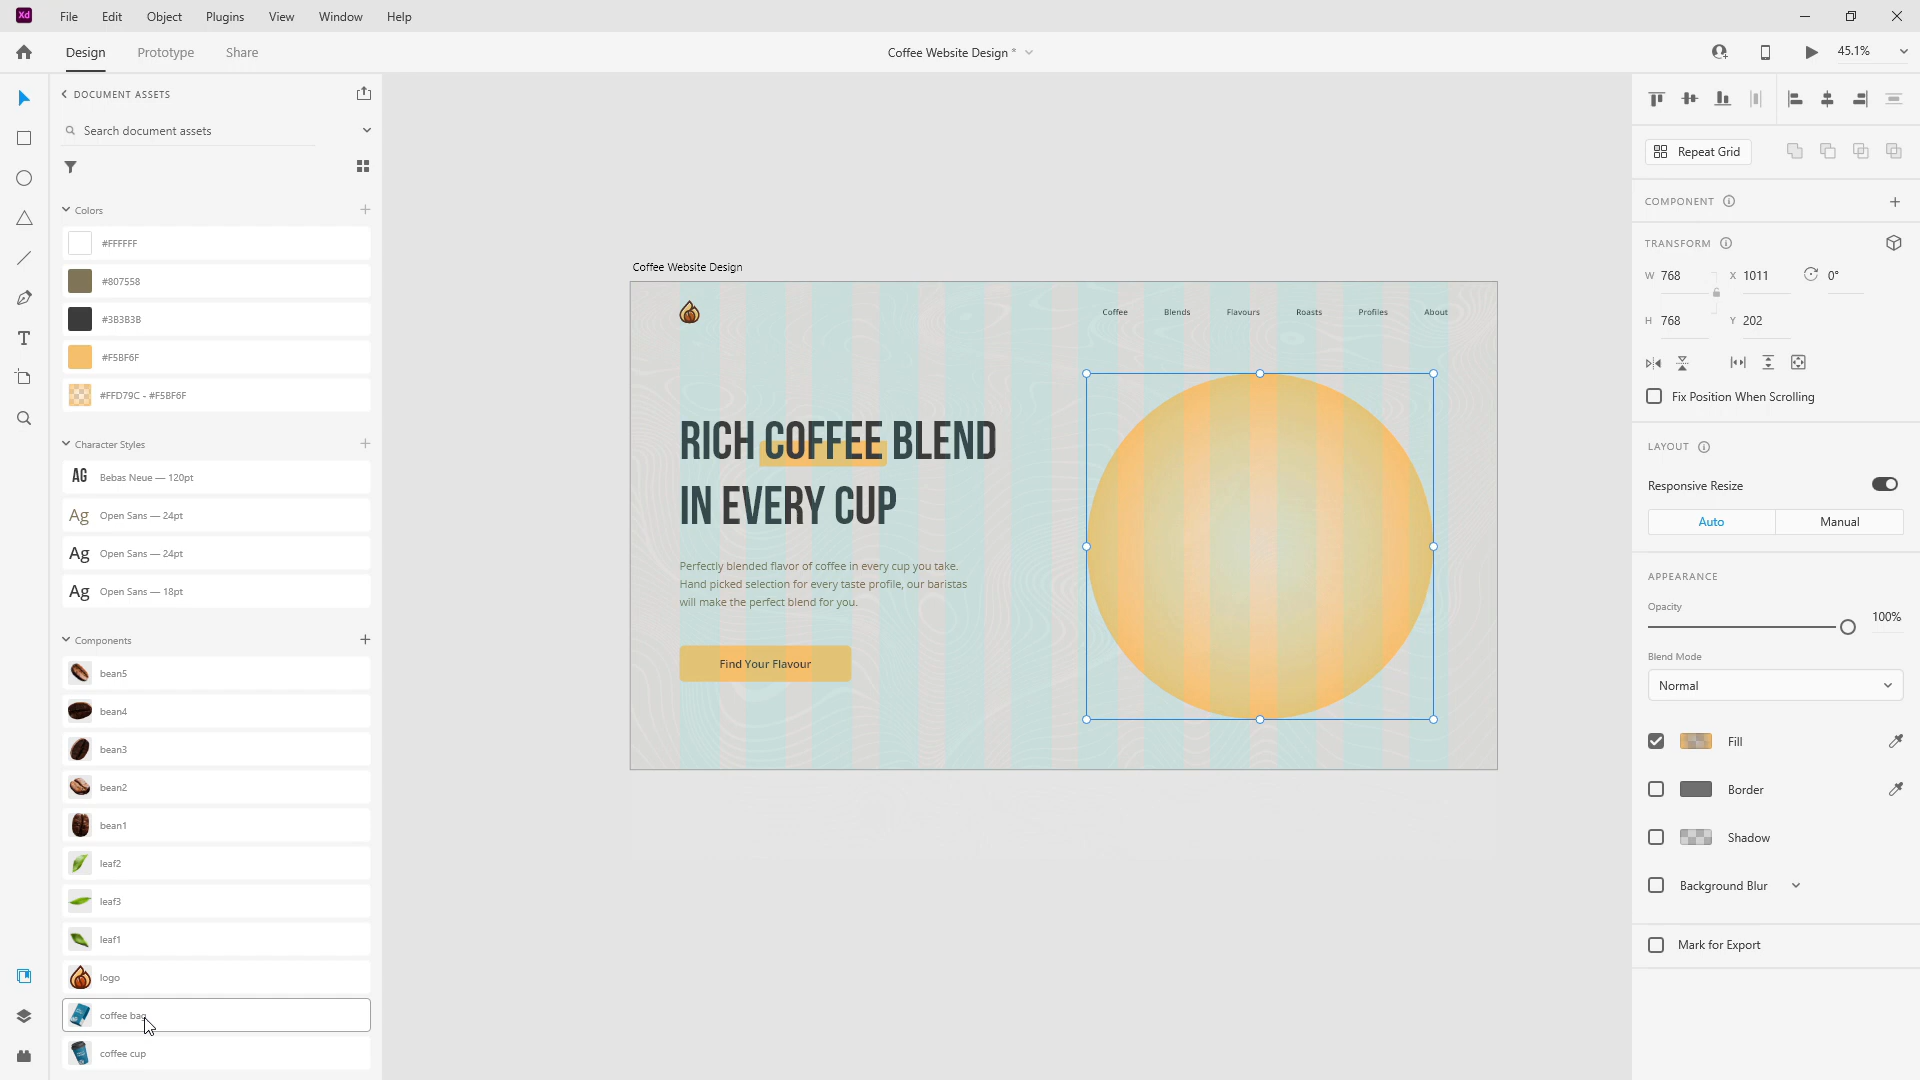 Xd File Edit Object Plugins View Window Help
Design Prototype Share
Coffee Website Design *
45.1%
DOCUMENT ASSETS
Search document assets
Colors
#FFFFFF
#807558
#3B3B3B
#F5BF6F
#FFD79C - #F5BF6F
Character Styles
AG Bebas Neue — 120pt
Ag Open Sans — 24pt
Ag Open Sans — 24pt
Ag Open Sans — 18pt
Components
bean5
bean4
bean3
bean2
bean1
leaf2
leaf3
leaf1
logo
coffee bag
coffee cup
Coffee Website Design
Coffee Blends Flavours Roasts Profiles About
RICH COFFEE BLEND
IN EVERY CUP
Perfectly blended flavor of coffee in every cup you take.
Hand picked selection for every taste profile, our baristas
will make the perfect blend for you.
Find Your Flavour
Repeat Grid
COMPONENT
TRANSFORM
W 768 X 1011 0°
H 768 Y 202
Fix Position When Scrolling
LAYOUT
Responsive Resize
Auto Manual
APPEARANCE
Opacity
100%
Blend Mode
Normal
Fill
Border
Shadow
Background Blur
Mark for Export